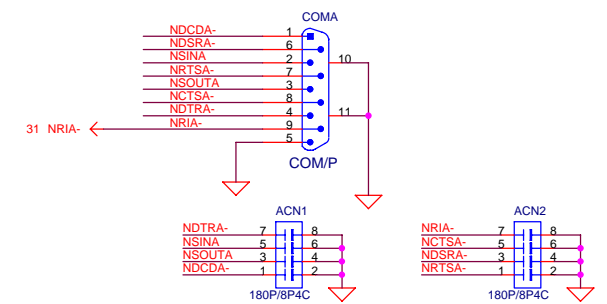 COMA
NDCDA- 1
NDSRA- 6
NSINA 2 10
NRTSA- 7
NSOUTA 3
NCTSA- 8
NDTRA- 4 11
31 NRIA- NRIA- 9
5
COM/P
ACN1
NDTRA- 7 8
NSINA 5 6
NSOUTA 3 4
NDCDA- 1 2
180P/8P4C
ACN2
NRIA- 7 8
NCTSA- 5 6
NDSRA- 3 4
NRTSA- 1 2
180P/8P4C